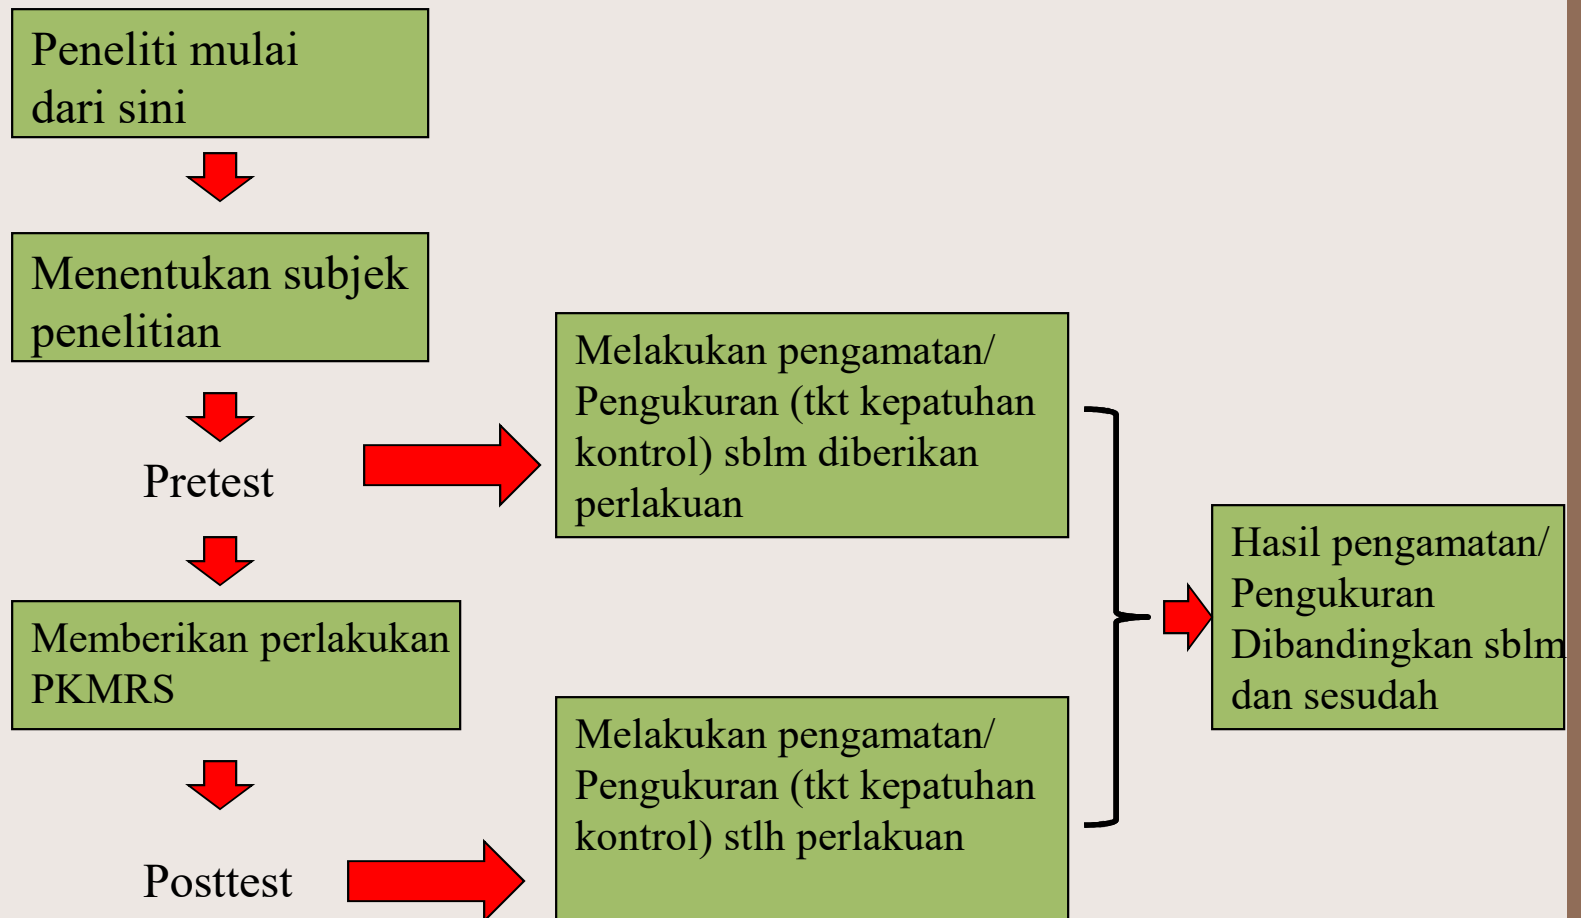 Peneliti mulai
dari sini
Menentukan subjek
penelitian
Pretest
Melakukan pengamatan/
Pengukuran (tkt kepatuhan
kontrol) sblm diberikan
perlakuan
Memberikan perlakukan
PKMRS
Posttest
Melakukan pengamatan/
Pengukuran (tkt kepatuhan
kontrol) stlh perlakuan
Hasil pengamatan/
Pengukuran
Dibandingkan sblm
dan sesudah